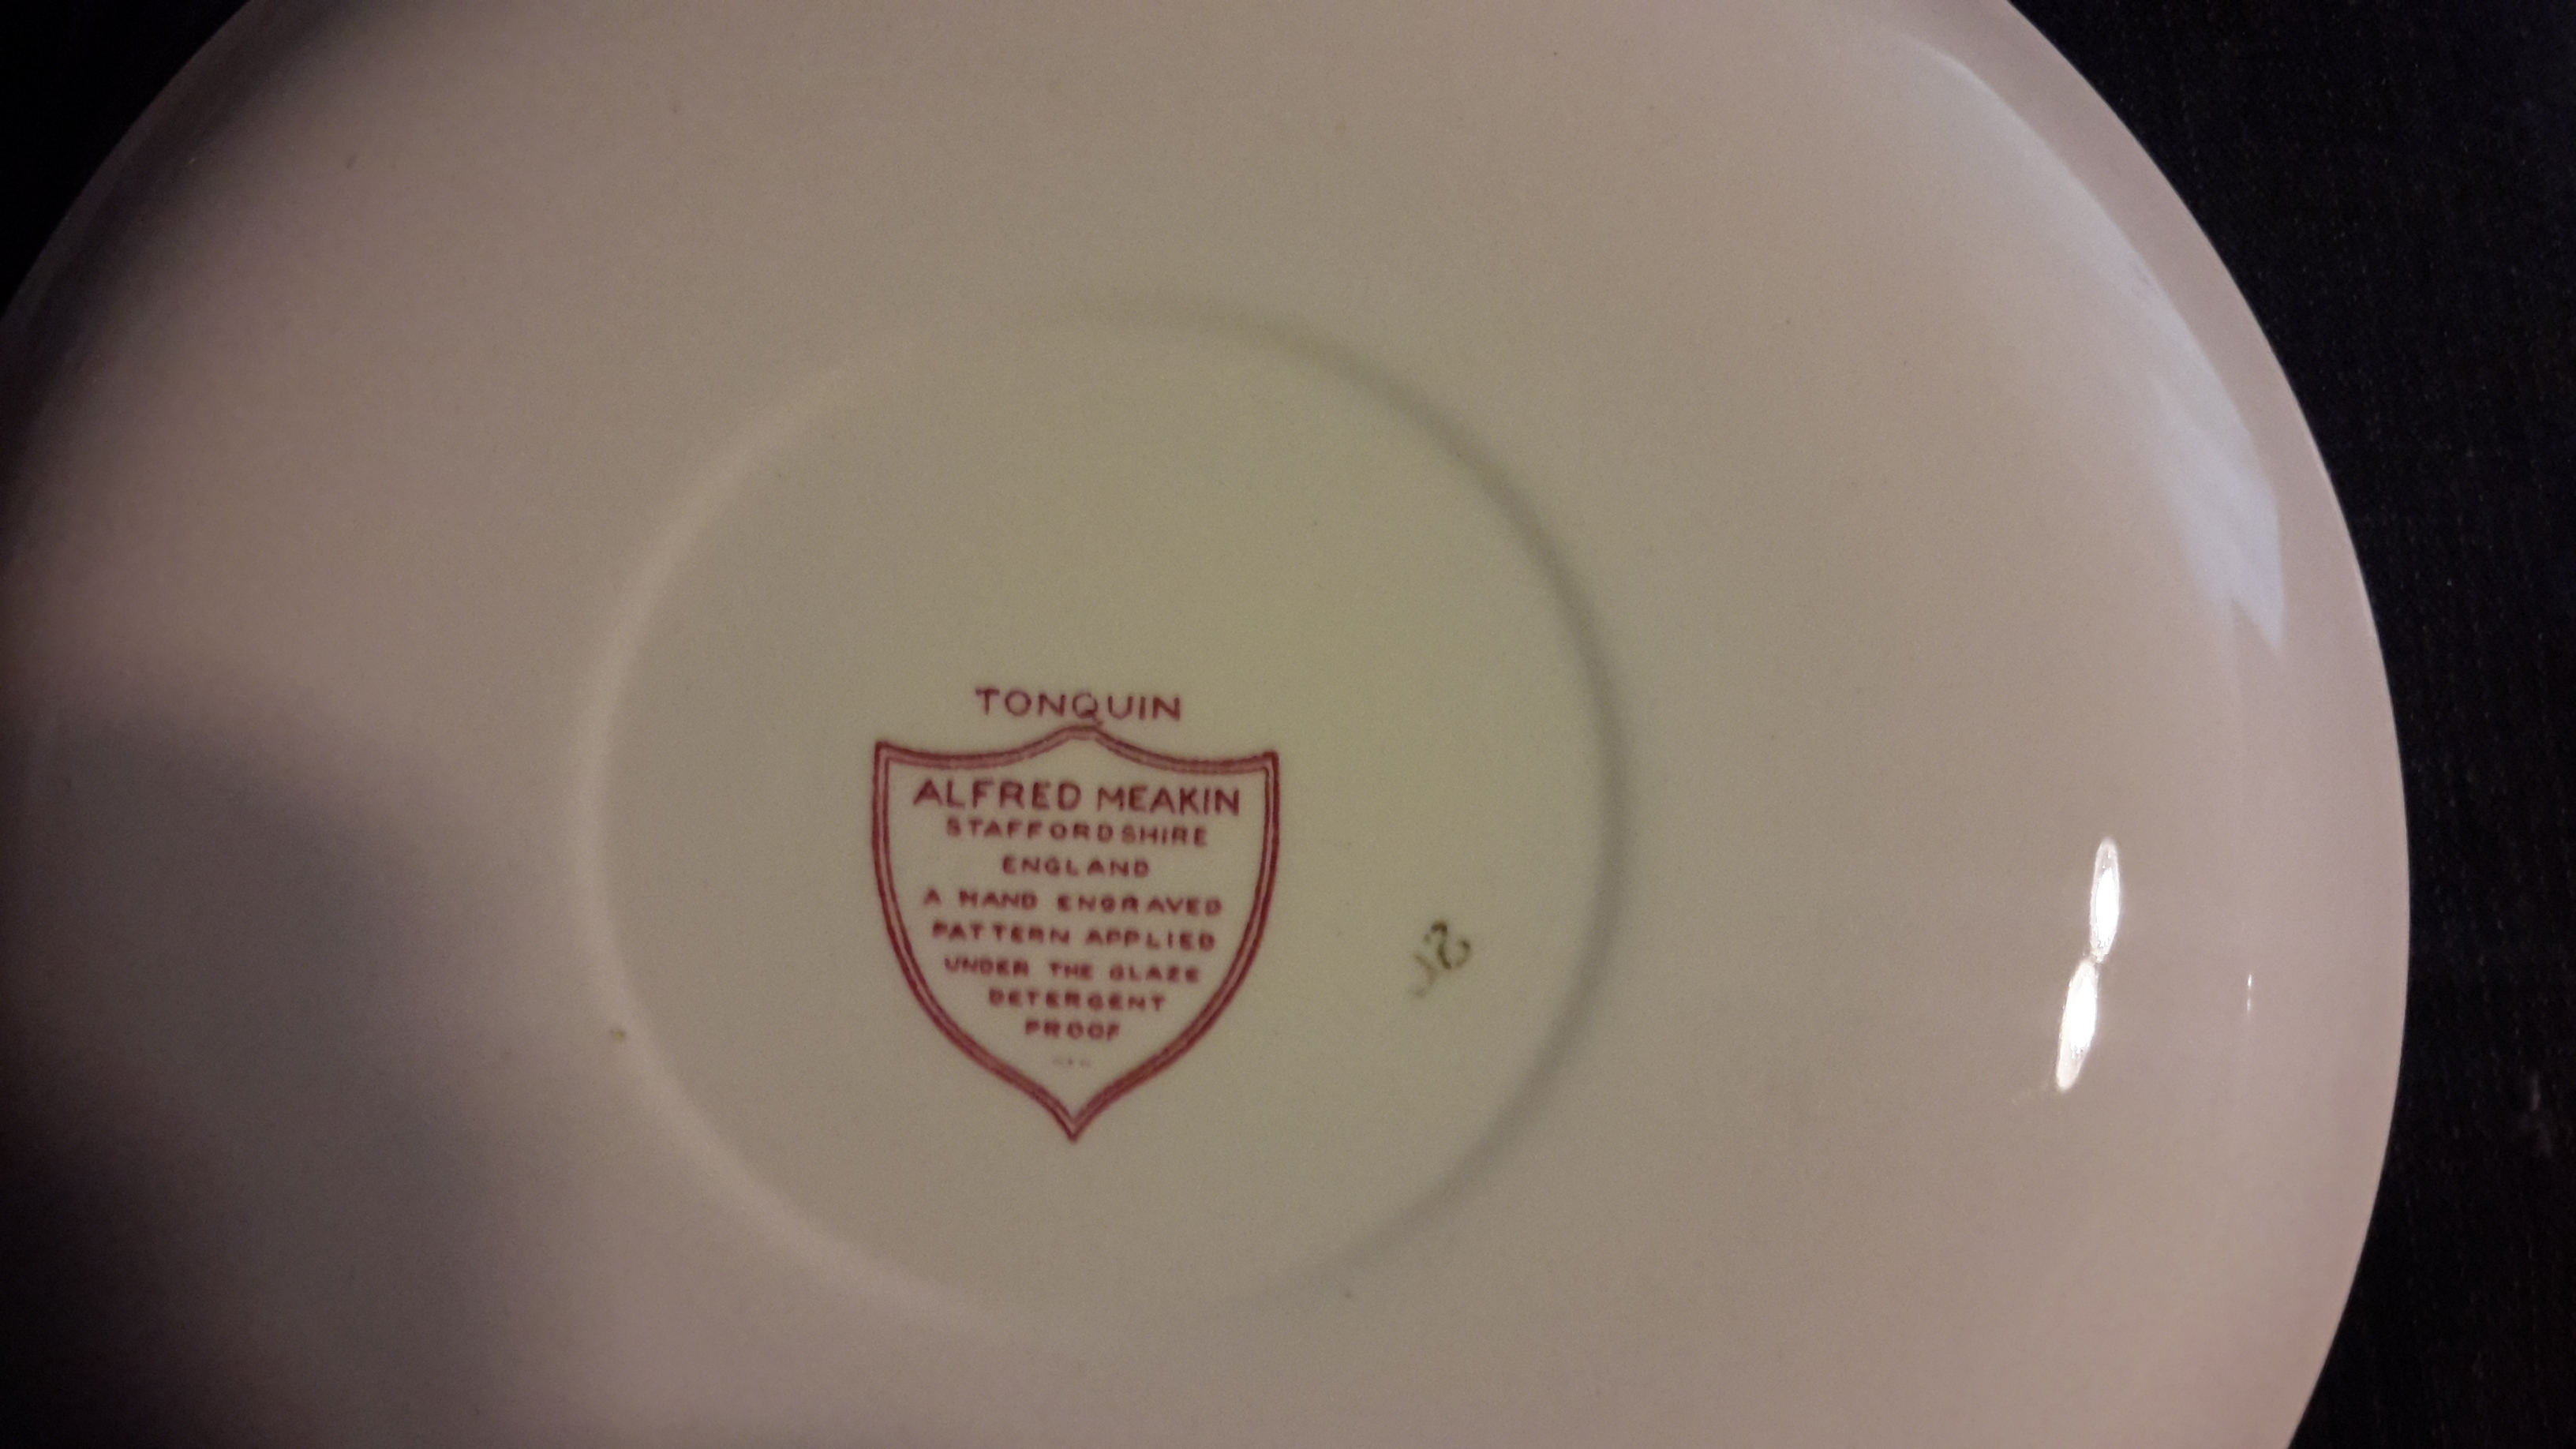 TONQUIN
ALFRED MEAKIN
STAFFORDSHIRE
ENGLAND
A HAND ENGRAVED
PATTERN APPLIED
UNDER THE GLAZE
DETERGENT
PROOF